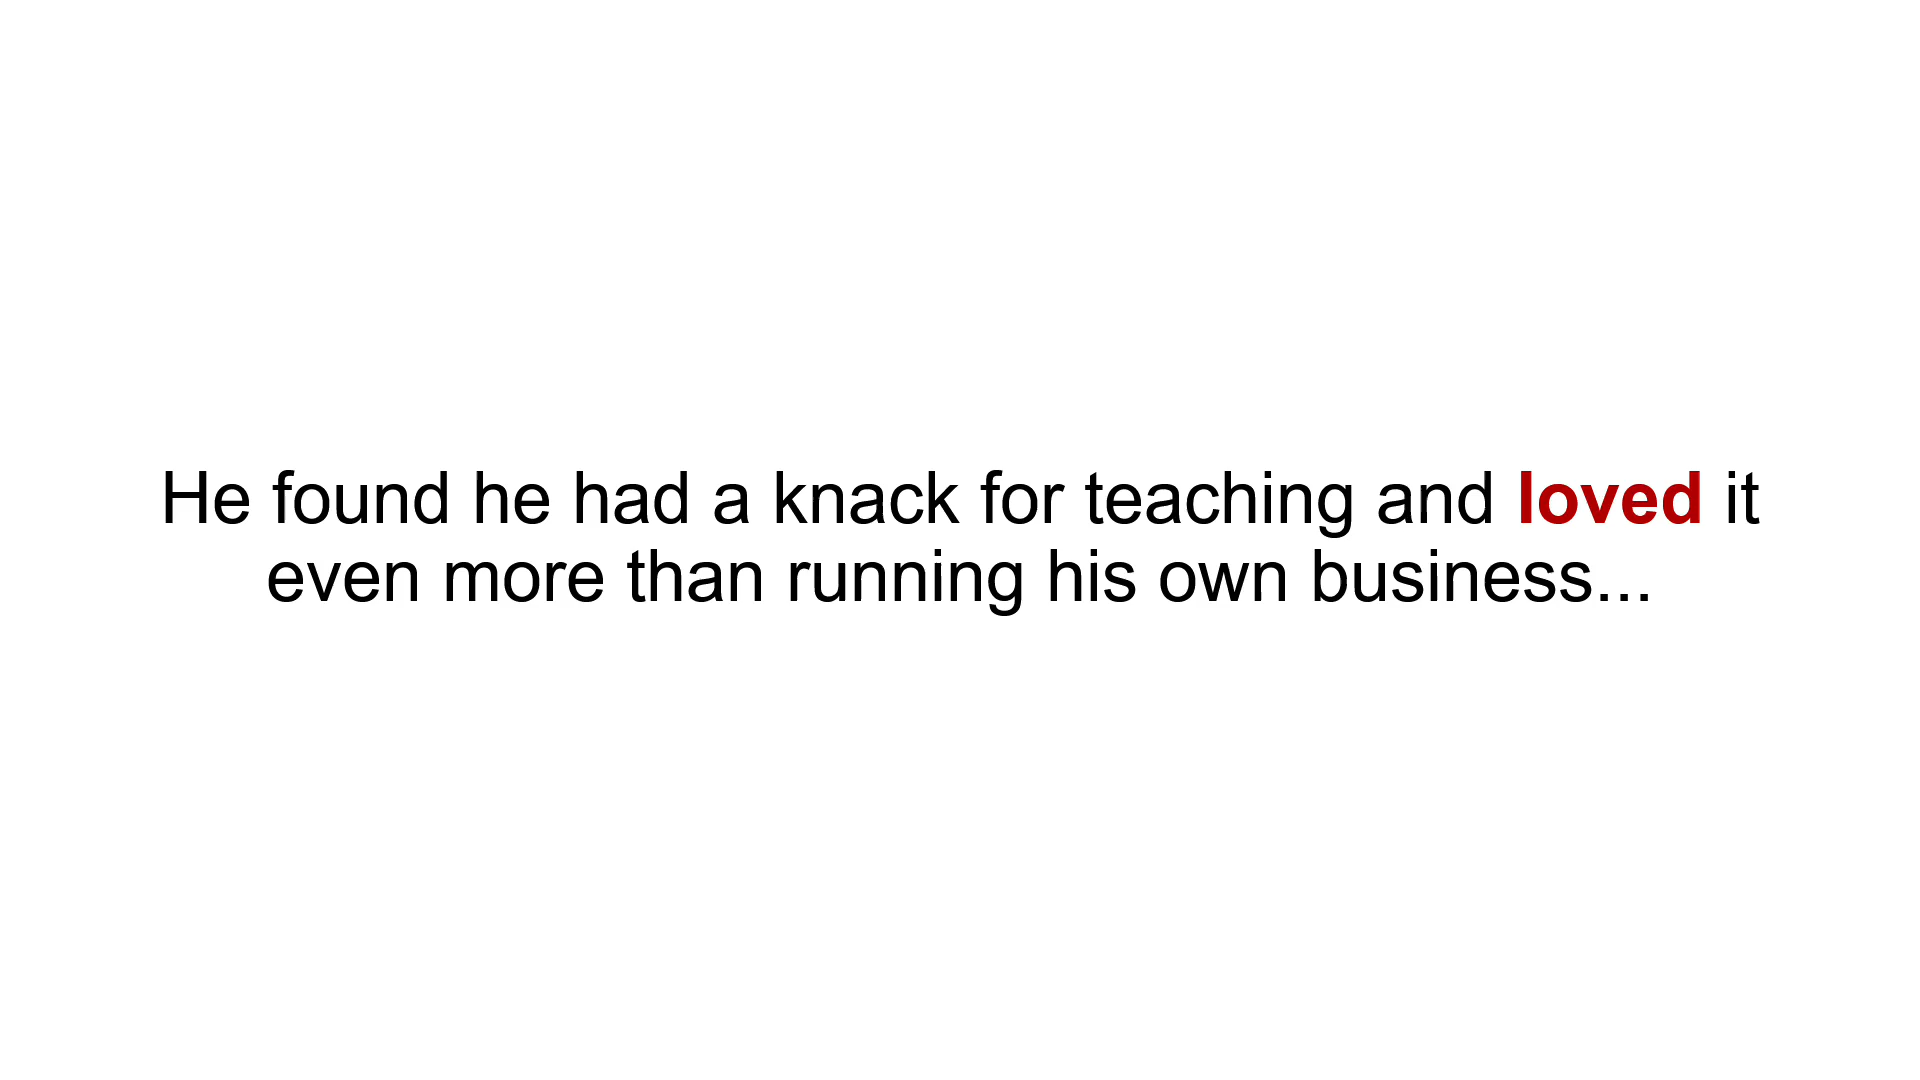 He found he had a knack for teaching and loved it
even more than running his own business...